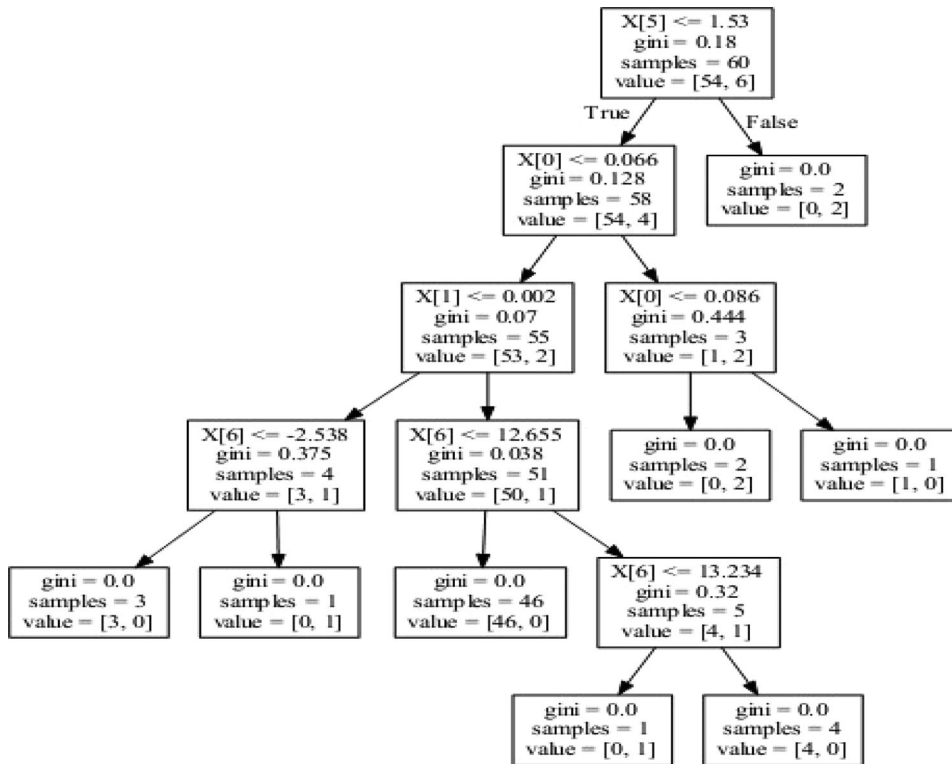 X[5] <= 1.53
gini = 0.18
samples = 60
value = [54, 6]
True
False
X[0] <= 0.066
gini = 0.128
samples = 58
value = [54, 4]
gini = 0.0
samples = 2
value = [0, 2]
X[1] <= 0.002
gini = 0.07
samples = 55
value = [53, 2]
X[0] <= 0.086
gini = 0.444
samples = 3
value = [1, 2]
X[6] <= -2.538
gini = 0.375
samples = 4
value = [3, 1]
X[6] <= 12.655
gini = 0.038
samples = 51
value = [50, 1]
gini = 0.0
samples = 2
value = [0, 2]
gini = 0.0
samples = 1
value = [1, 0]
gini = 0.0
samples = 3
value = [3, 0]
gini = 0.0
samples = 1
value = [0, 1]
gini = 0.0
samples = 46
value = [46, 0]
X[6] <= 13.234
gini = 0.32
samples = 5
value = [4, 1]
gini = 0.0
samples = 1
value = [0, 1]
gini = 0.0
samples = 4
value = [4, 0]